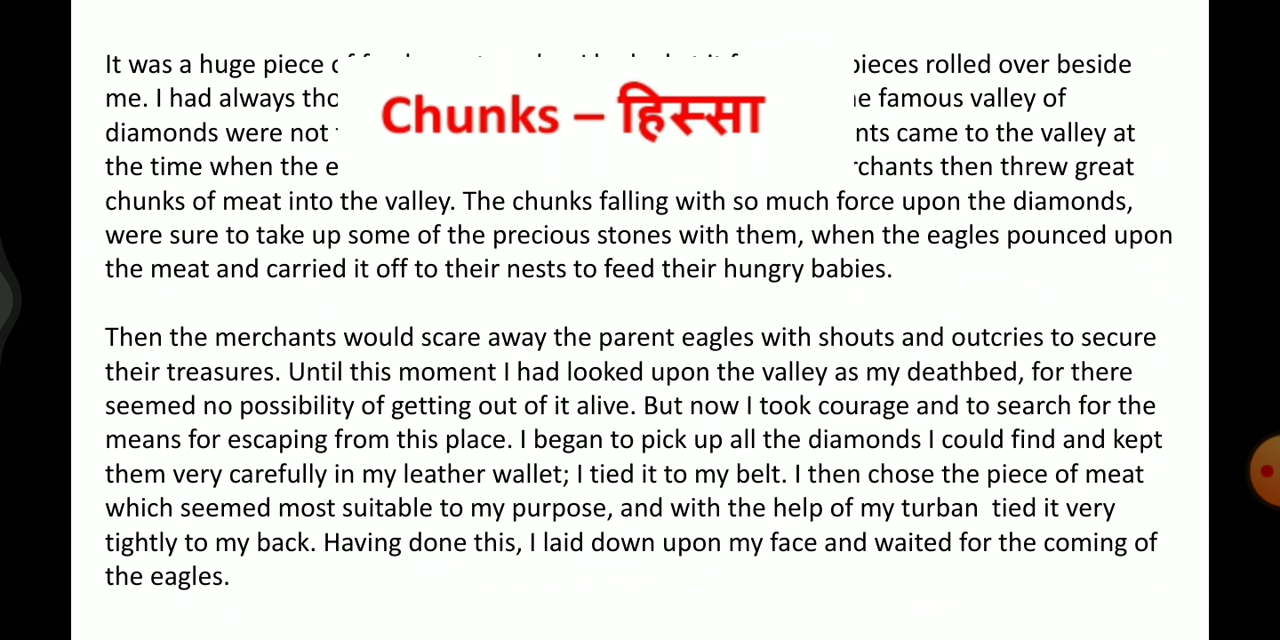 It was a huge piece pieces rolled over beside
me. I had always famous valley of
diamonds were not came to the valley at
the time when the then threw great
Chunks – हिस्सा
chunks of meat into the valley. The chunks falling with so much force upon the diamonds,
were sure to take up some of the precious stones with them, when the eagles pounced upon
the meat and carried it off to their nests to feed their hungry babies.
Then the merchants would scare away the parent eagles with shouts and outcries to secure
their treasures. Until this moment I had looked upon the valley as my deathbed, for there
seemed no possibility of getting out of it alive. But now I took courage and to search for the
means for escaping from this place. I began to pick up all the diamonds I could find and kept
them very carefully in my leather wallet; I tied it to my belt. I then chose the piece of meat
which seemed most suitable to my purpose, and with the help of my turban tied it very
tightly to my back. Having done this, I laid down upon my face and waited for the coming of
the eagles.